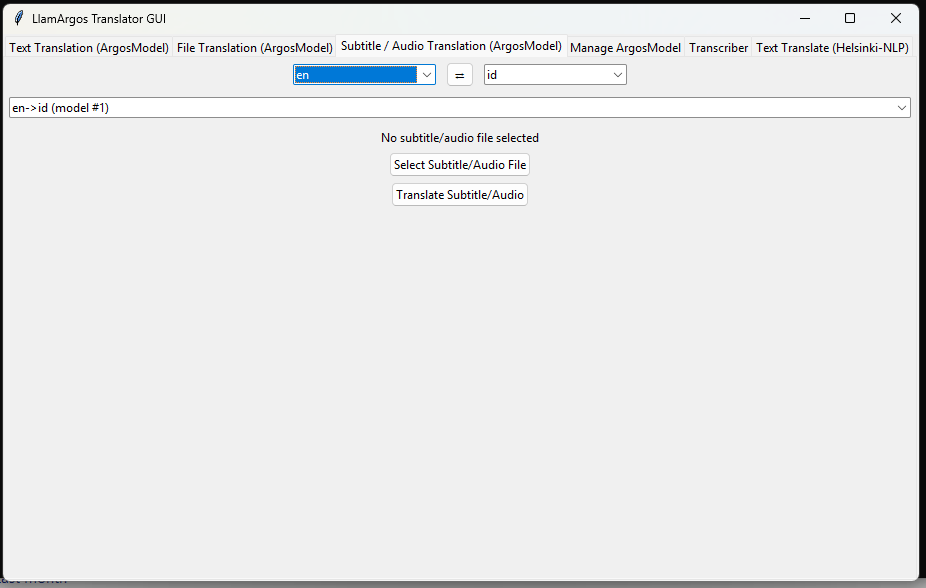 LlamArgos Translator GUI
Text Translation (ArgosModel) File Translation (ArgosModel) Subtitle / Audio Translation (ArgosModel) Manage ArgosModel Transcriber Text Translate (Helsinki-NLP)
en = id
en->id (model #1)
No subtitle/audio file selected
Select Subtitle/Audio File
Translate Subtitle/Audio